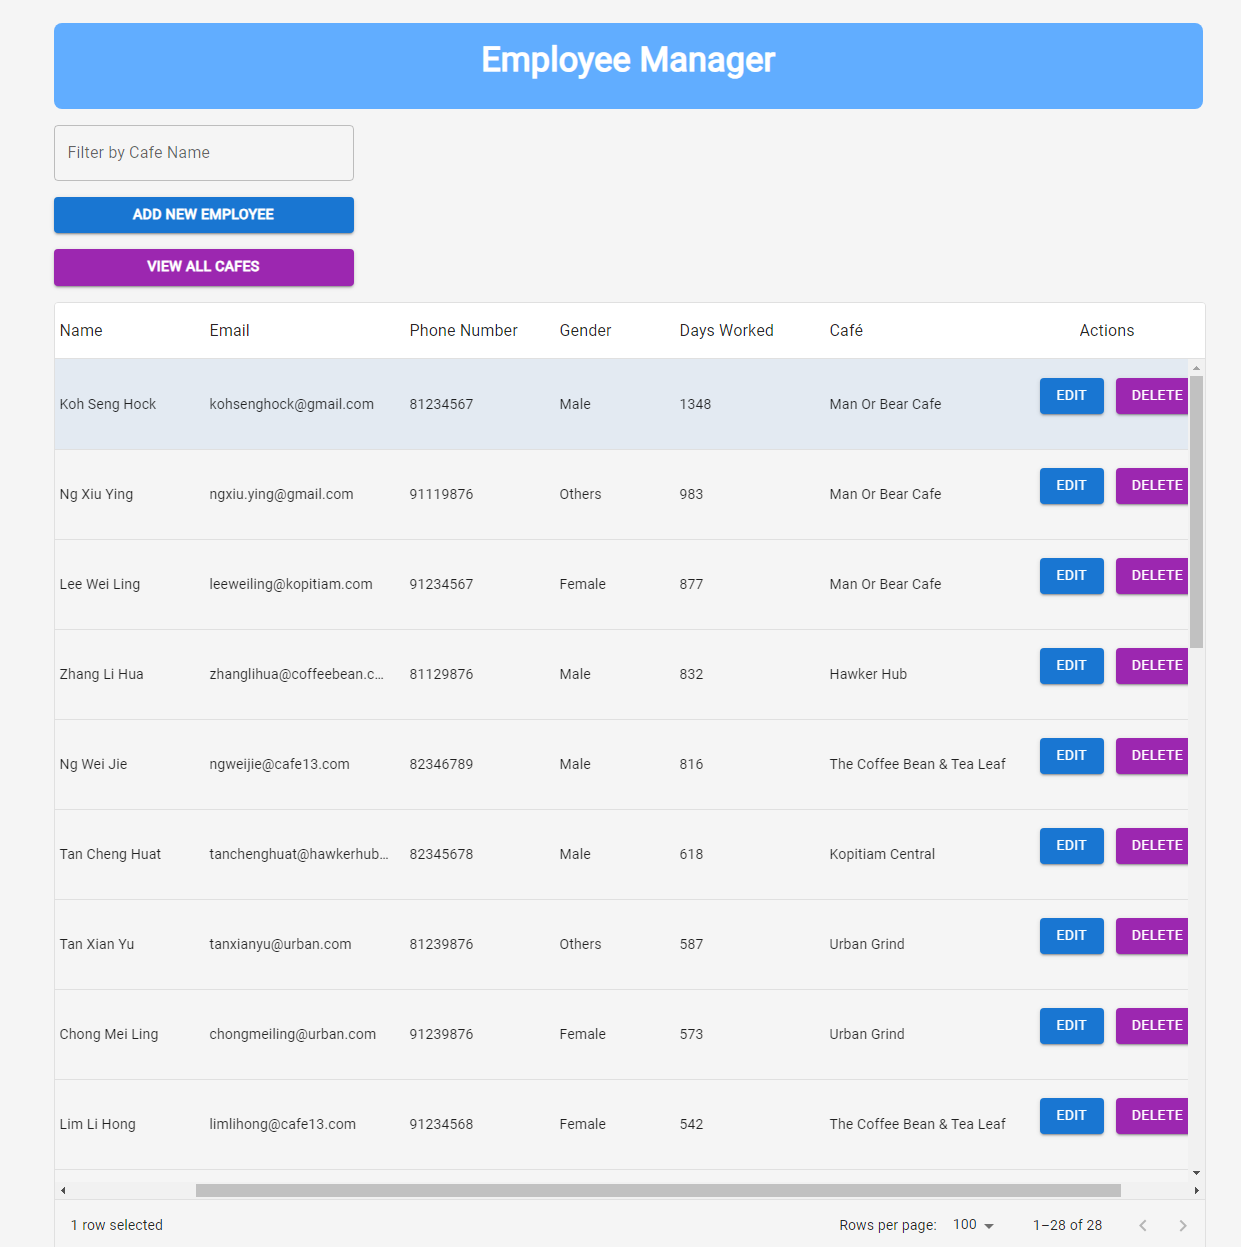 Employee Manager
Filter by Cafe Name
ADD NEW EMPLOYEE
VIEW ALL CAFES
Name Email Phone Number Gender Days Worked Café Actions
Koh Seng Hock kohsenghock@gmail.com 81234567 Male 1348 Man Or Bear Cafe EDIT DELETE
Ng Xiu Ying ngxiu.ying@gmail.com 91119876 Others 983 Man Or Bear Cafe EDIT DELETE
Lee Wei Ling leeweiling@kopitiam.com 91234567 Female 877 Man Or Bear Cafe EDIT DELETE
Zhang Li Hua zhanglihua@coffeebean.c... 81129876 Male 832 Hawker Hub EDIT DELETE
Ng Wei Jie ngweijie@cafe13.com 82346789 Male 816 The Coffee Bean & Tea Leaf EDIT DELETE
Tan Cheng Huat tanchenghuat@hawkerhub... 82345678 Male 618 Kopitiam Central EDIT DELETE
Tan Xian Yu tanxianyu@urban.com 81239876 Others 587 Urban Grind EDIT DELETE
Chong Mei Ling chongmeiling@urban.com 91239876 Female 573 Urban Grind EDIT DELETE
Lim Li Hong limlihong@cafe13.com 91234568 Female 542 The Coffee Bean & Tea Leaf EDIT DELETE
1 row selected Rows per page: 100 1–28 of 28